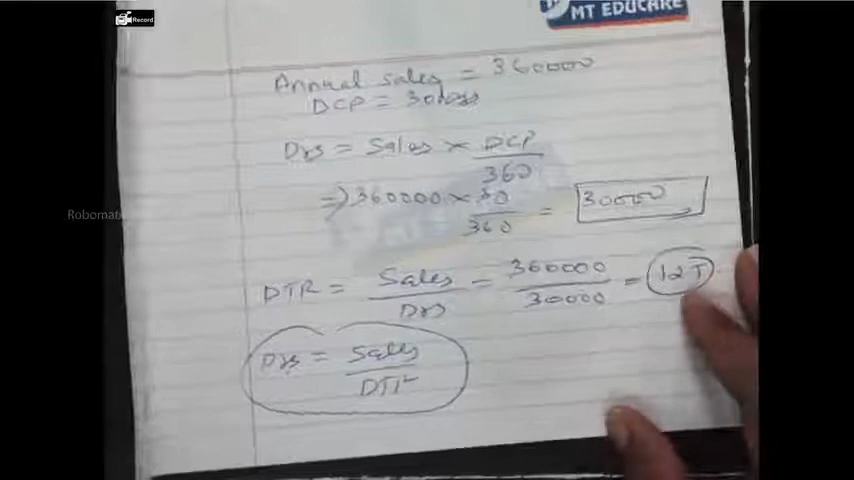 Record
MT EDUCARE
Annual sales = 360000
DCP = 30days
Drs = Sales × DCP
360
=> 360000 × 30
360
= 30000
DTR = Sales = 360000 = 12 T
Drs 30000
Drs = Sales
DTR